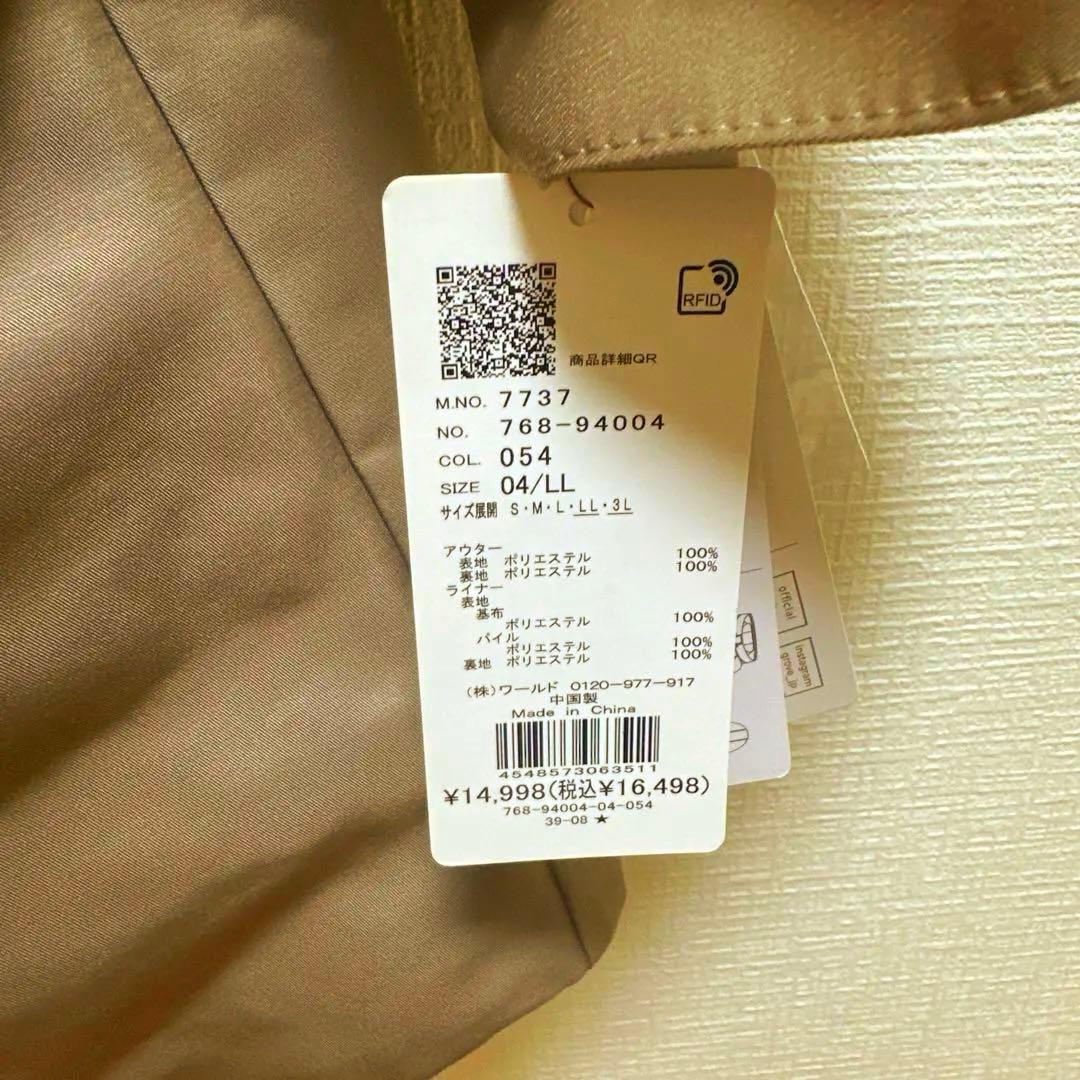 RFID
商品詳細QR
M.NO. 7737
NO. 768-94004
COL. 054
SIZE 04/LL
サイズ展開 S・M・L・LL・3L
アウター
表地 ポリエステル 100%
裏地 ポリエステル 100%
ライナー
表地
基布
ポリエステル 100%
パイル
ポリエステル 100%
裏地 ポリエステル 100%
(株)ワールド 0120-977-917
中国製
Made in China
4548573063511
¥14,998(税込¥16,498)
768-94004-04-054
39-08 ★
official
instagram
grove_jp